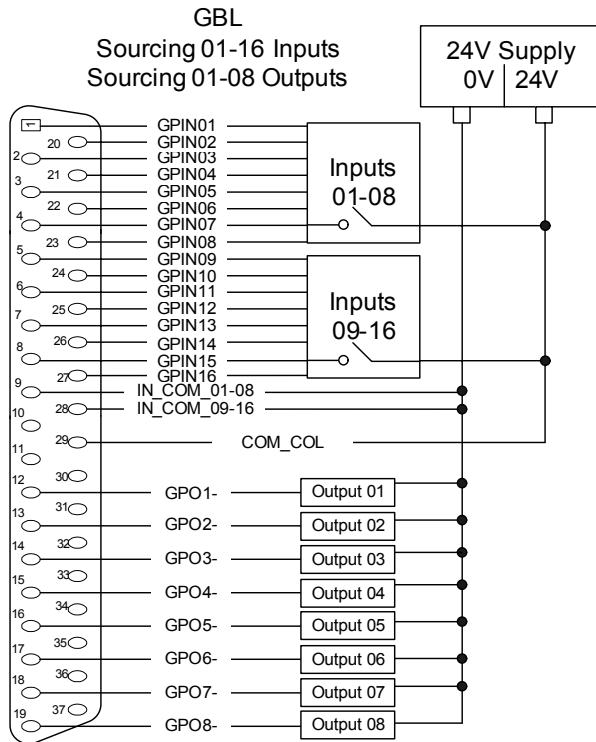 GBL
Sourcing 01-16 Inputs
Sourcing 01-08 Outputs
24V Supply
0V 24V
1 GPIN01
20 GPIN02
2 GPIN03
21 GPIN04
3 GPIN05
22 GPIN06
4 GPIN07
23 GPIN08
Inputs
01-08
5 GPIN09
24 GPIN10
6 GPIN11
25 GPIN12
7 GPIN13
26 GPIN14
8 GPIN15
27 GPIN16
Inputs
09-16
9 IN_COM_01-08
28 IN_COM_09-16
10
29 COM_COL
11
30
12 GPO1- Output 01
31
13 GPO2- Output 02
32
14 GPO3- Output 03
33
15 GPO4- Output 04
34
16 GPO5- Output 05
35
17 GPO6- Output 06
36
18 GPO7- Output 07
37
19 GPO8- Output 08